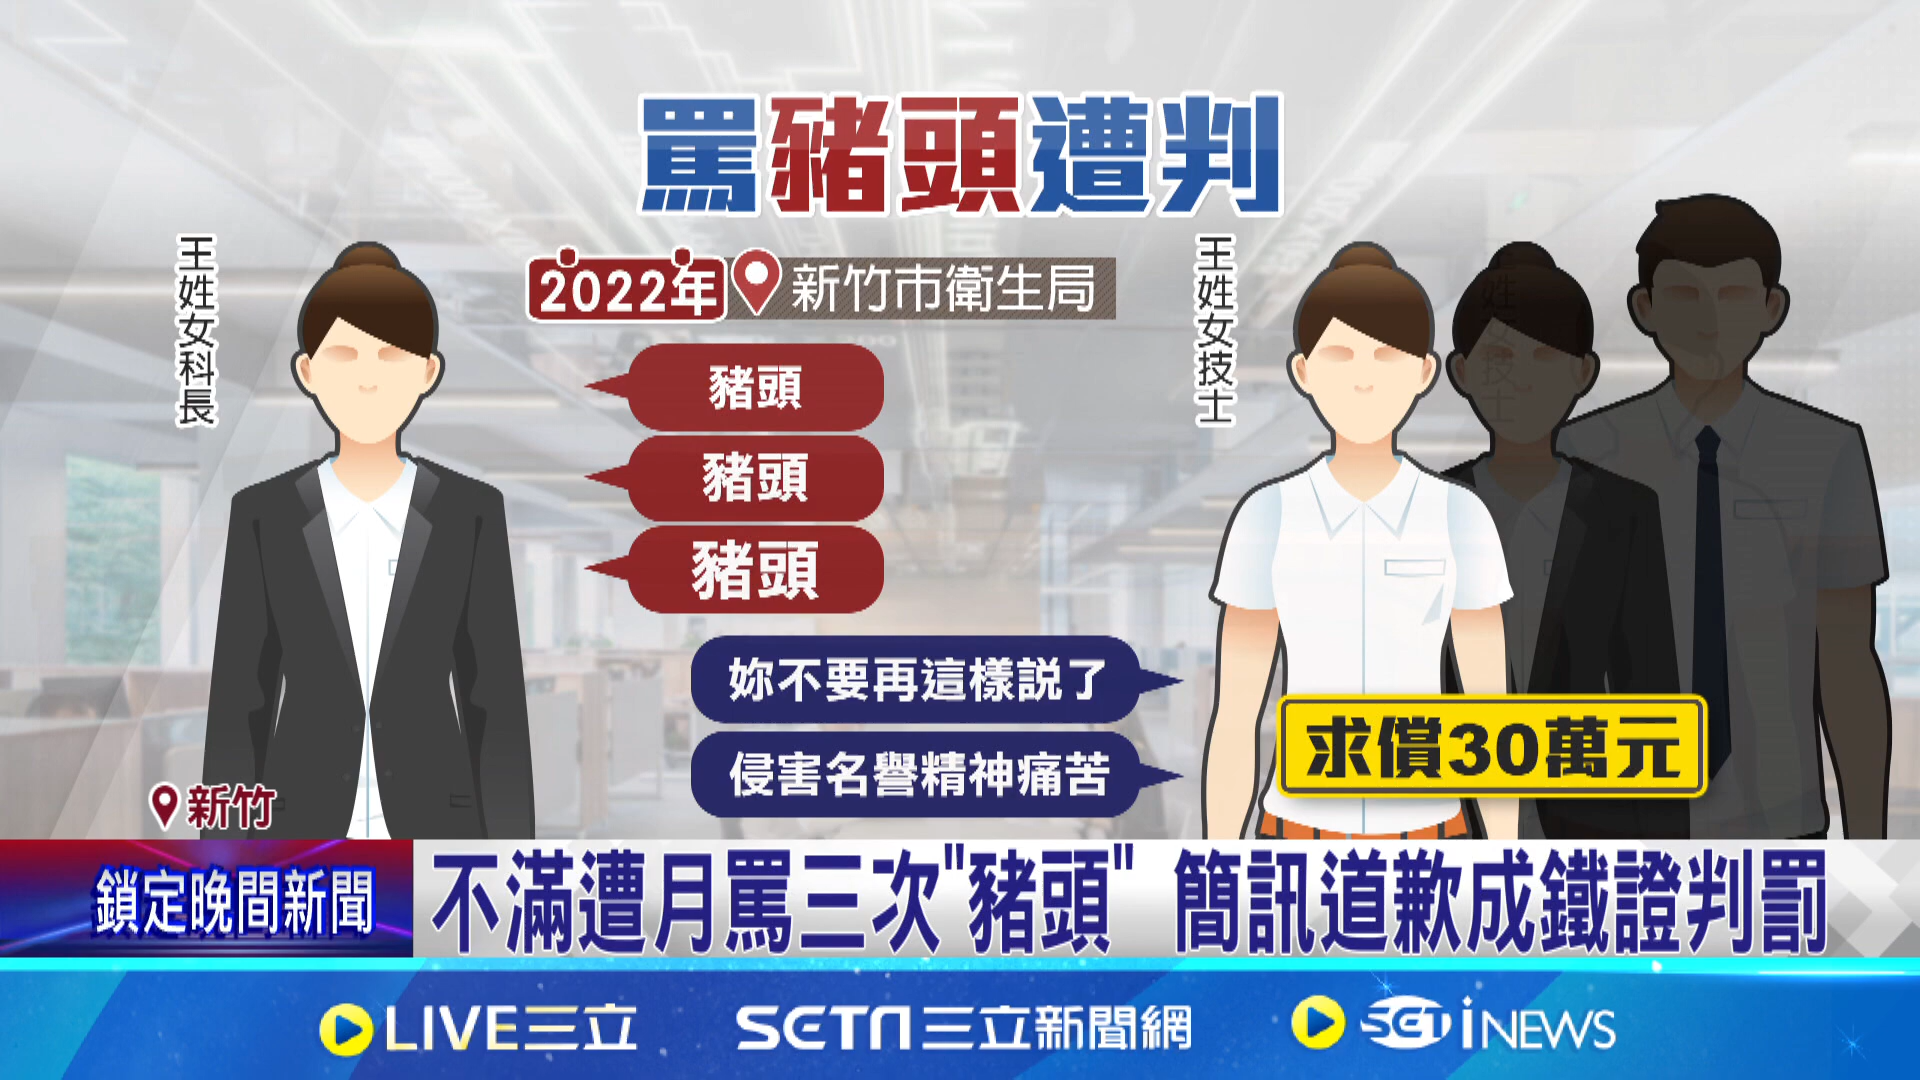 罵豬頭遭判
王姓女科長
2022年
新竹市衛生局
王姓女技士
豬頭
豬頭
豬頭
妳不要再這樣説了
侵害名譽精神痛苦
求償30萬元
新竹
鎖定晚間新聞
不滿遭月罵三次"豬頭" 簡訊道歉成鐵證判罰
LIVE三立
SETN三立新聞網
SET iNEWS